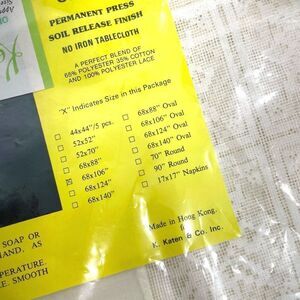 PERMANENT PRESS
SOIL RELEASE FINISH
NO IRON TABLECLOTH
A PERFECT BLEND OF
65% POLYESTER 35% COTTON
AND 100% POLYESTER LACE
"X" Indicates Size in this Package
44x44"/5 pcs.
52x52"
52x70"
68x88"
68x106"
68x124"
68x140"
68x88" Oval
68x106" Oval
68x124" Oval
68x140" Oval
70" Round
90" Round
17x17" Napkins
Made in Hong Kong.
K. Katen & Co. Inc.
SOAP OR
HAND. AS
PERATURE.
LE SMOOTH